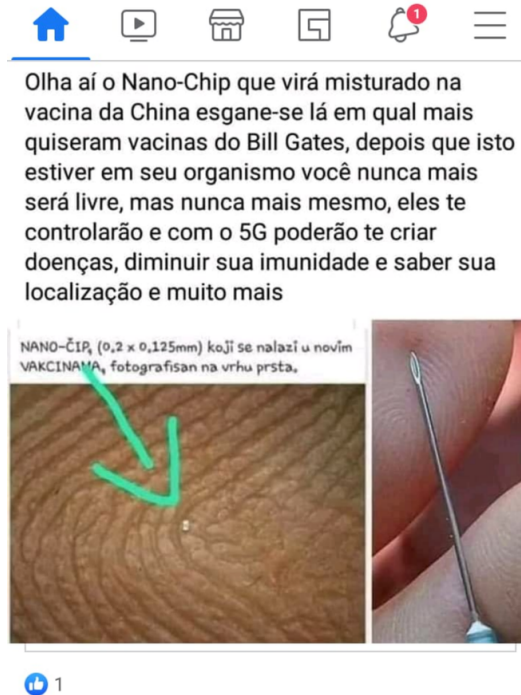 1
Olha aí o Nano-Chip que virá misturado na
vacina da China esgane-se lá em qual mais
quiseram vacinas do Bill Gates, depois que isto
estiver em seu organismo você nunca mais
será livre, mas nunca mais mesmo, eles te
controlarão e com o 5G poderão te criar
doenças, diminuir sua imunidade e saber sua
localização e muito mais
NANO-ČIP, (0,2 x 0,125mm) koji se nalazi u novim
VAKCINAMA, fotografisan na vrhu prsta.
1